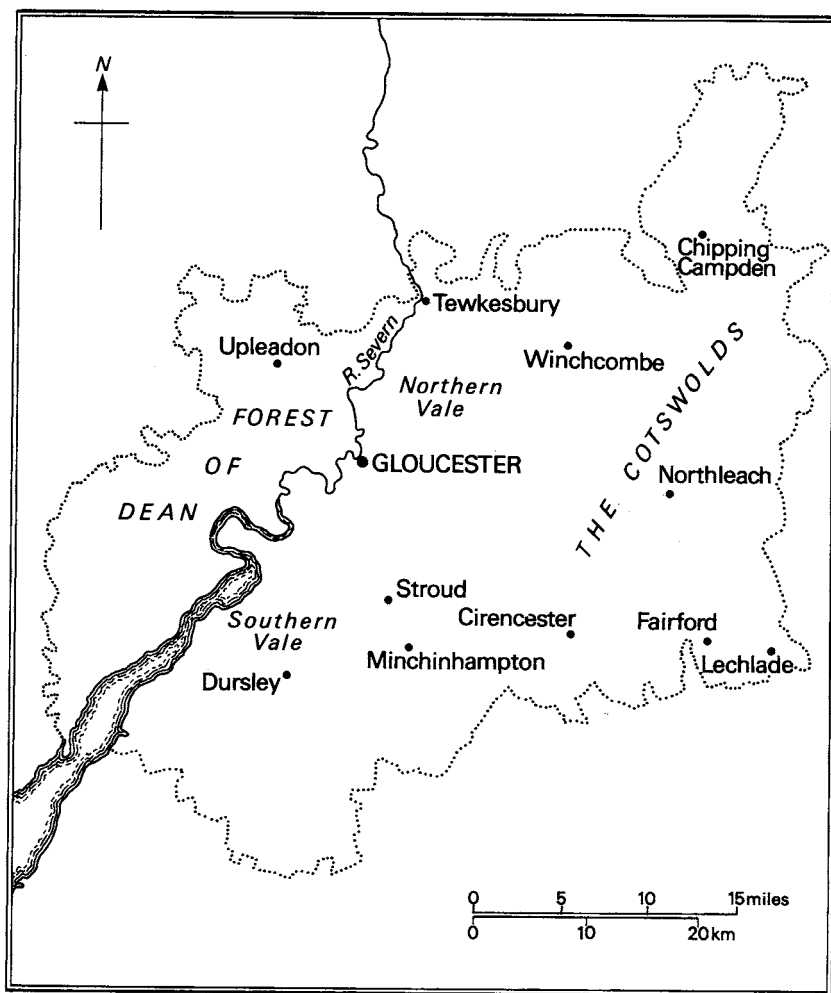 N
Chipping
Campden
Tewkesbury
R. Severn
Upleadon
Winchcombe
Northern
Vale
FOREST
OF
DEAN
THE COTSWOLDS
GLOUCESTER
Northleach
Stroud
Southern
Vale
Cirencester
Fairford
Minchinhampton
Lechlade
Dursley
0 5 10 15 miles
0 10 20 km